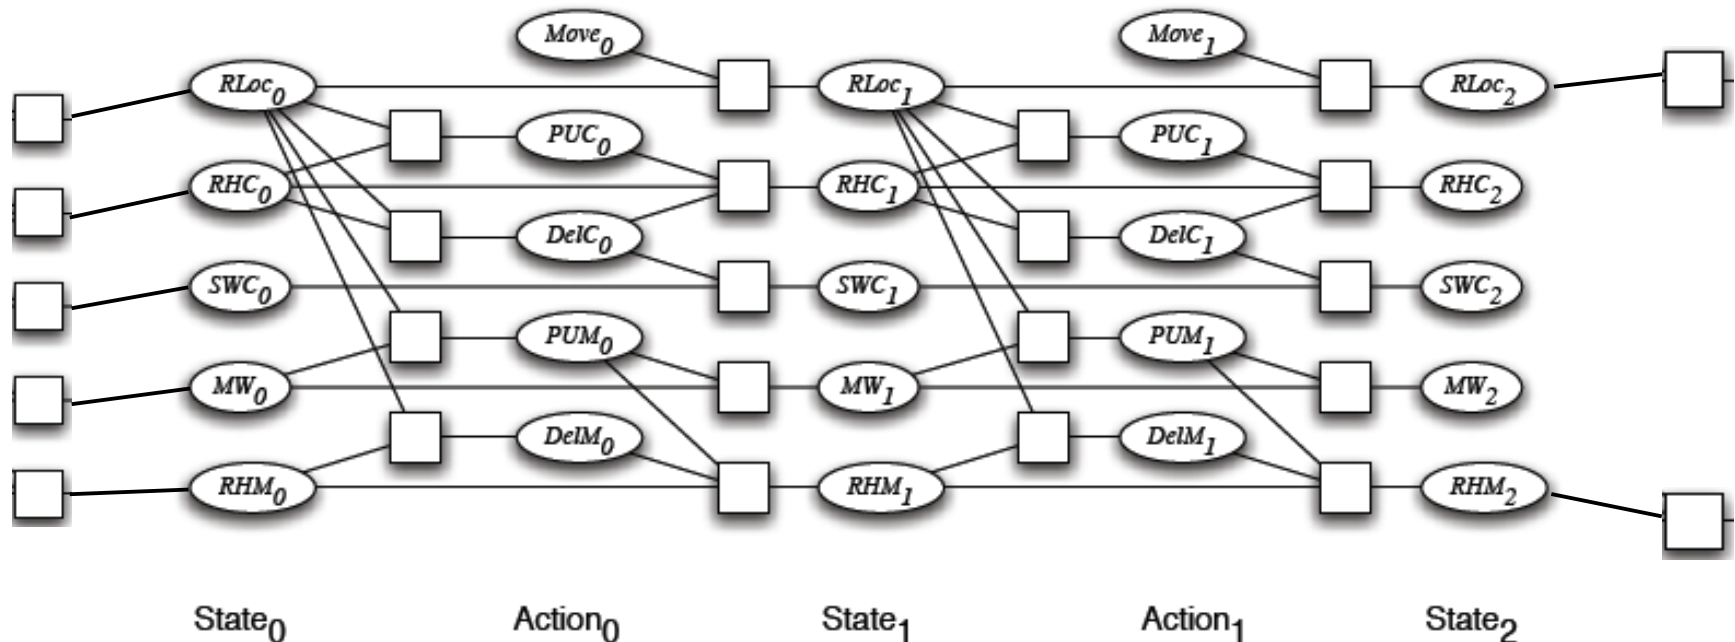 Move0 Move1
RLoc0 RLoc1 RLoc2
PUC0 PUC1
RHC0 RHC1 RHC2
DelC0 DelC1
SWC0 SWC1 SWC2
PUM0 PUM1
MW0 MW1 MW2
DelM0 DelM1
RHM0 RHM1 RHM2
State0 Action0 State1 Action1 State2